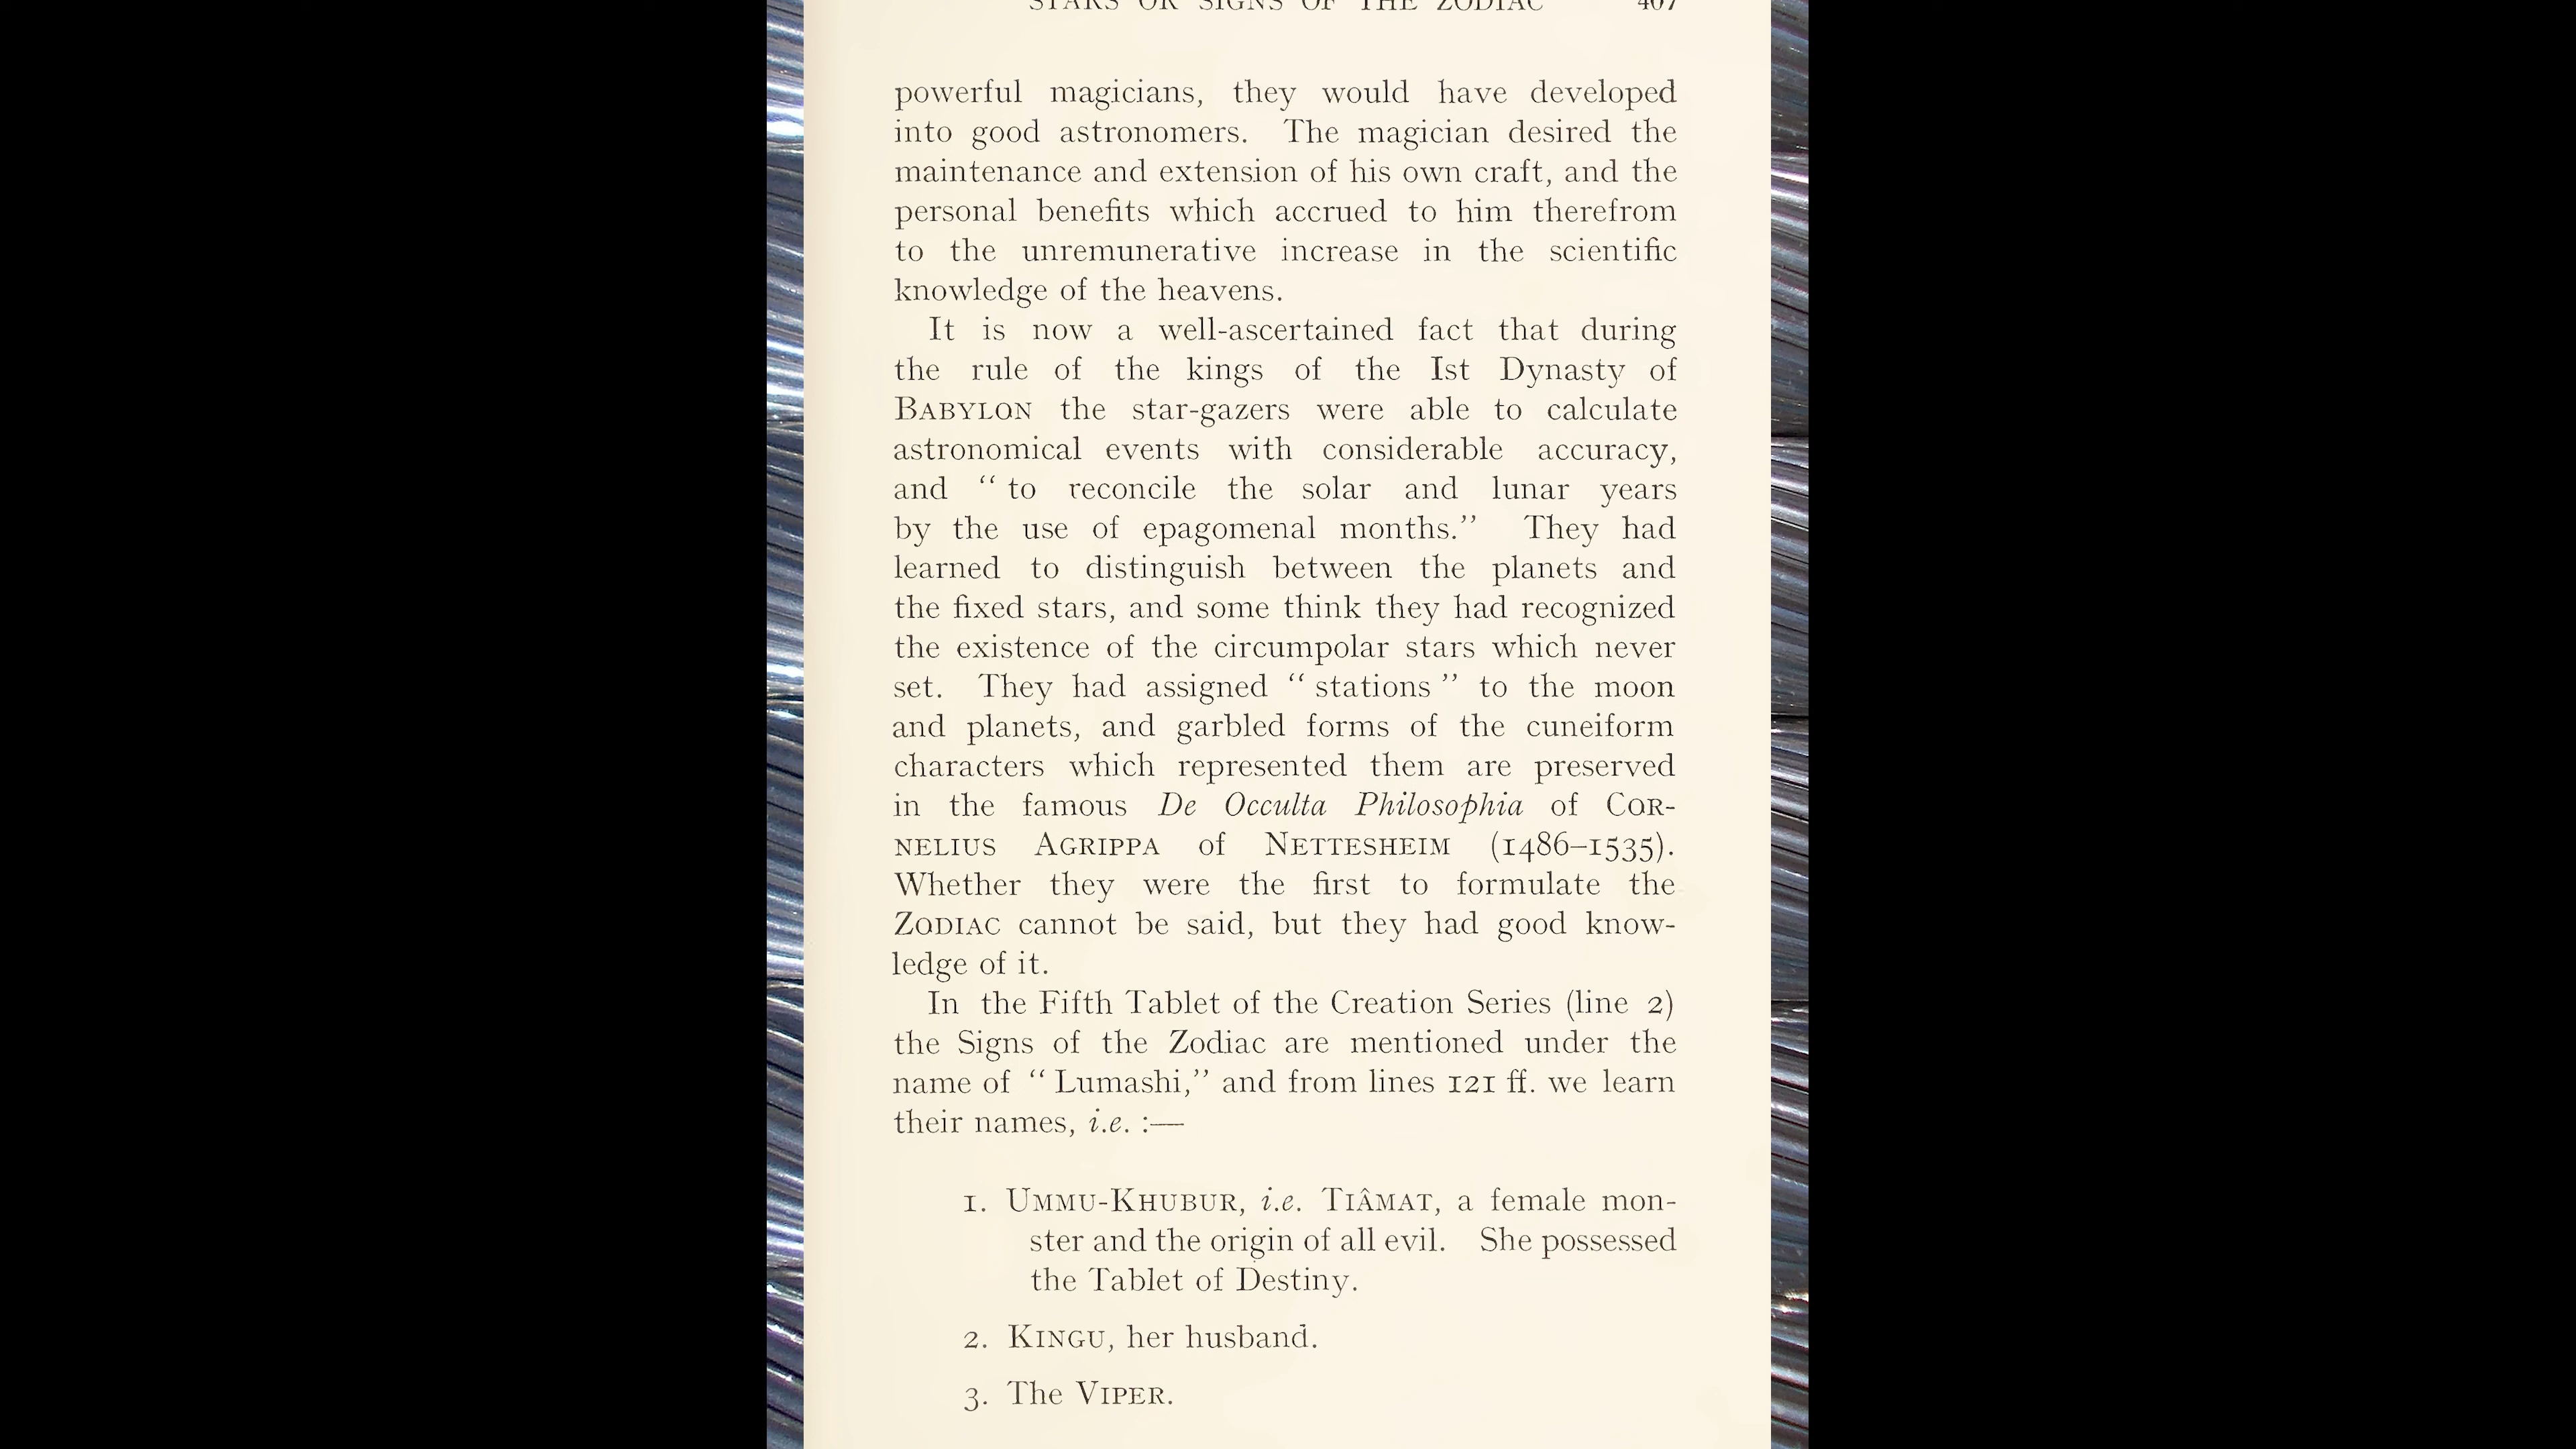 STARS OR SIGNS OF THE ZODIAC 407
powerful magicians, they would have developed
into good astronomers. The magician desired the
maintenance and extension of his own craft, and the
personal benefits which accrued to him therefrom
to the unremunerative increase in the scientific
knowledge of the heavens.
It is now a well-ascertained fact that during
the rule of the kings of the Ist Dynasty of
BABYLON the star-gazers were able to calculate
astronomical events with considerable accuracy,
and “ to reconcile the solar and lunar years
by the use of epagomenal months.” They had
learned to distinguish between the planets and
the fixed stars, and some think they had recognized
the existence of the circumpolar stars which never
set. They had assigned “ stations ” to the moon
and planets, and garbled forms of the cuneiform
characters which represented them are preserved
in the famous De Occulta Philosophia of COR-
NELIUS AGRIPPA of NETTESHEIM (1486–1535).
Whether they were the first to formulate the
ZODIAC cannot be said, but they had good know-
ledge of it.
In the Fifth Tablet of the Creation Series (line 2)
the Signs of the Zodiac are mentioned under the
name of “ Lumashi,” and from lines 121 ff. we learn
their names, i.e. :—
1. UMMU-KHUBUR, i.e. TIÂMAT, a female mon-
ster and the origin of all evil. She possessed
the Tablet of Destiny.
2. KINGU, her husband.
3. The VIPER.